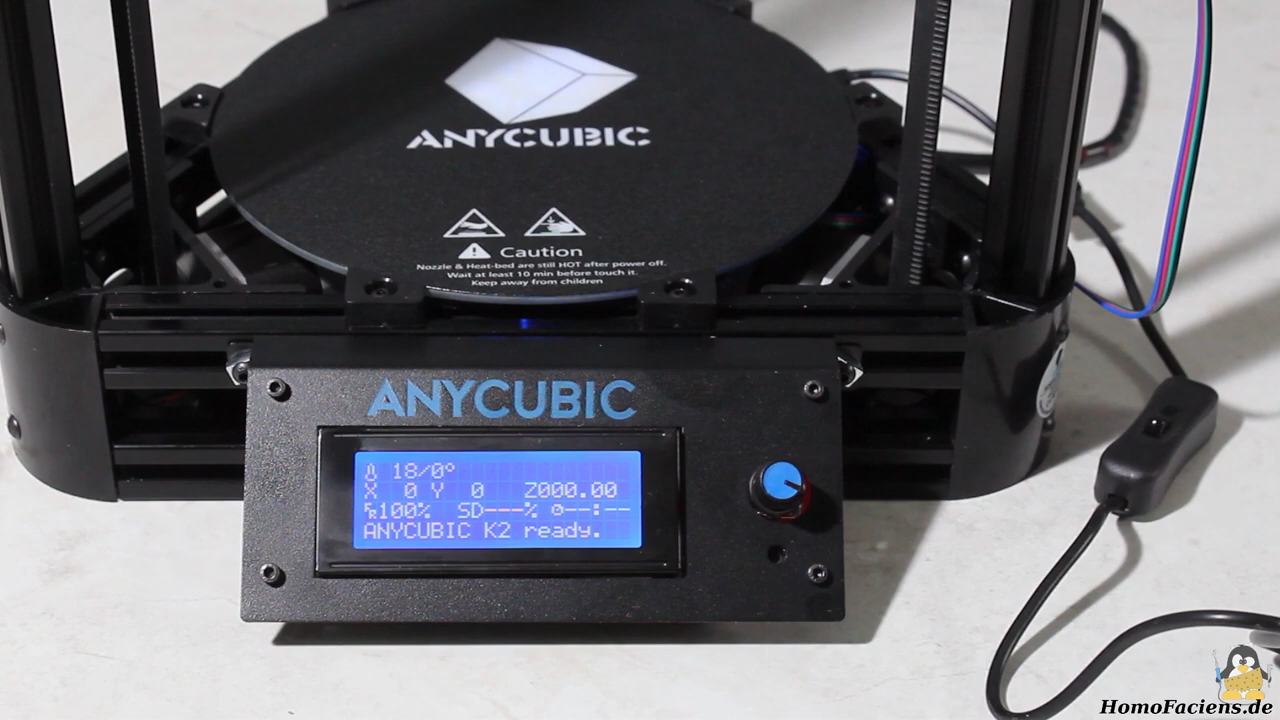 ANYCUBIC
Caution
Nozzle & Heat-bed are still HOT after power off.
Wait at least 10 min before touch it.
Keep away from children
ANYCUBIC
18/0°
X 0 Y 0 Z000.00
100% SD---% --:--
ANYCUBIC K2 ready.
HomoFaciens.de